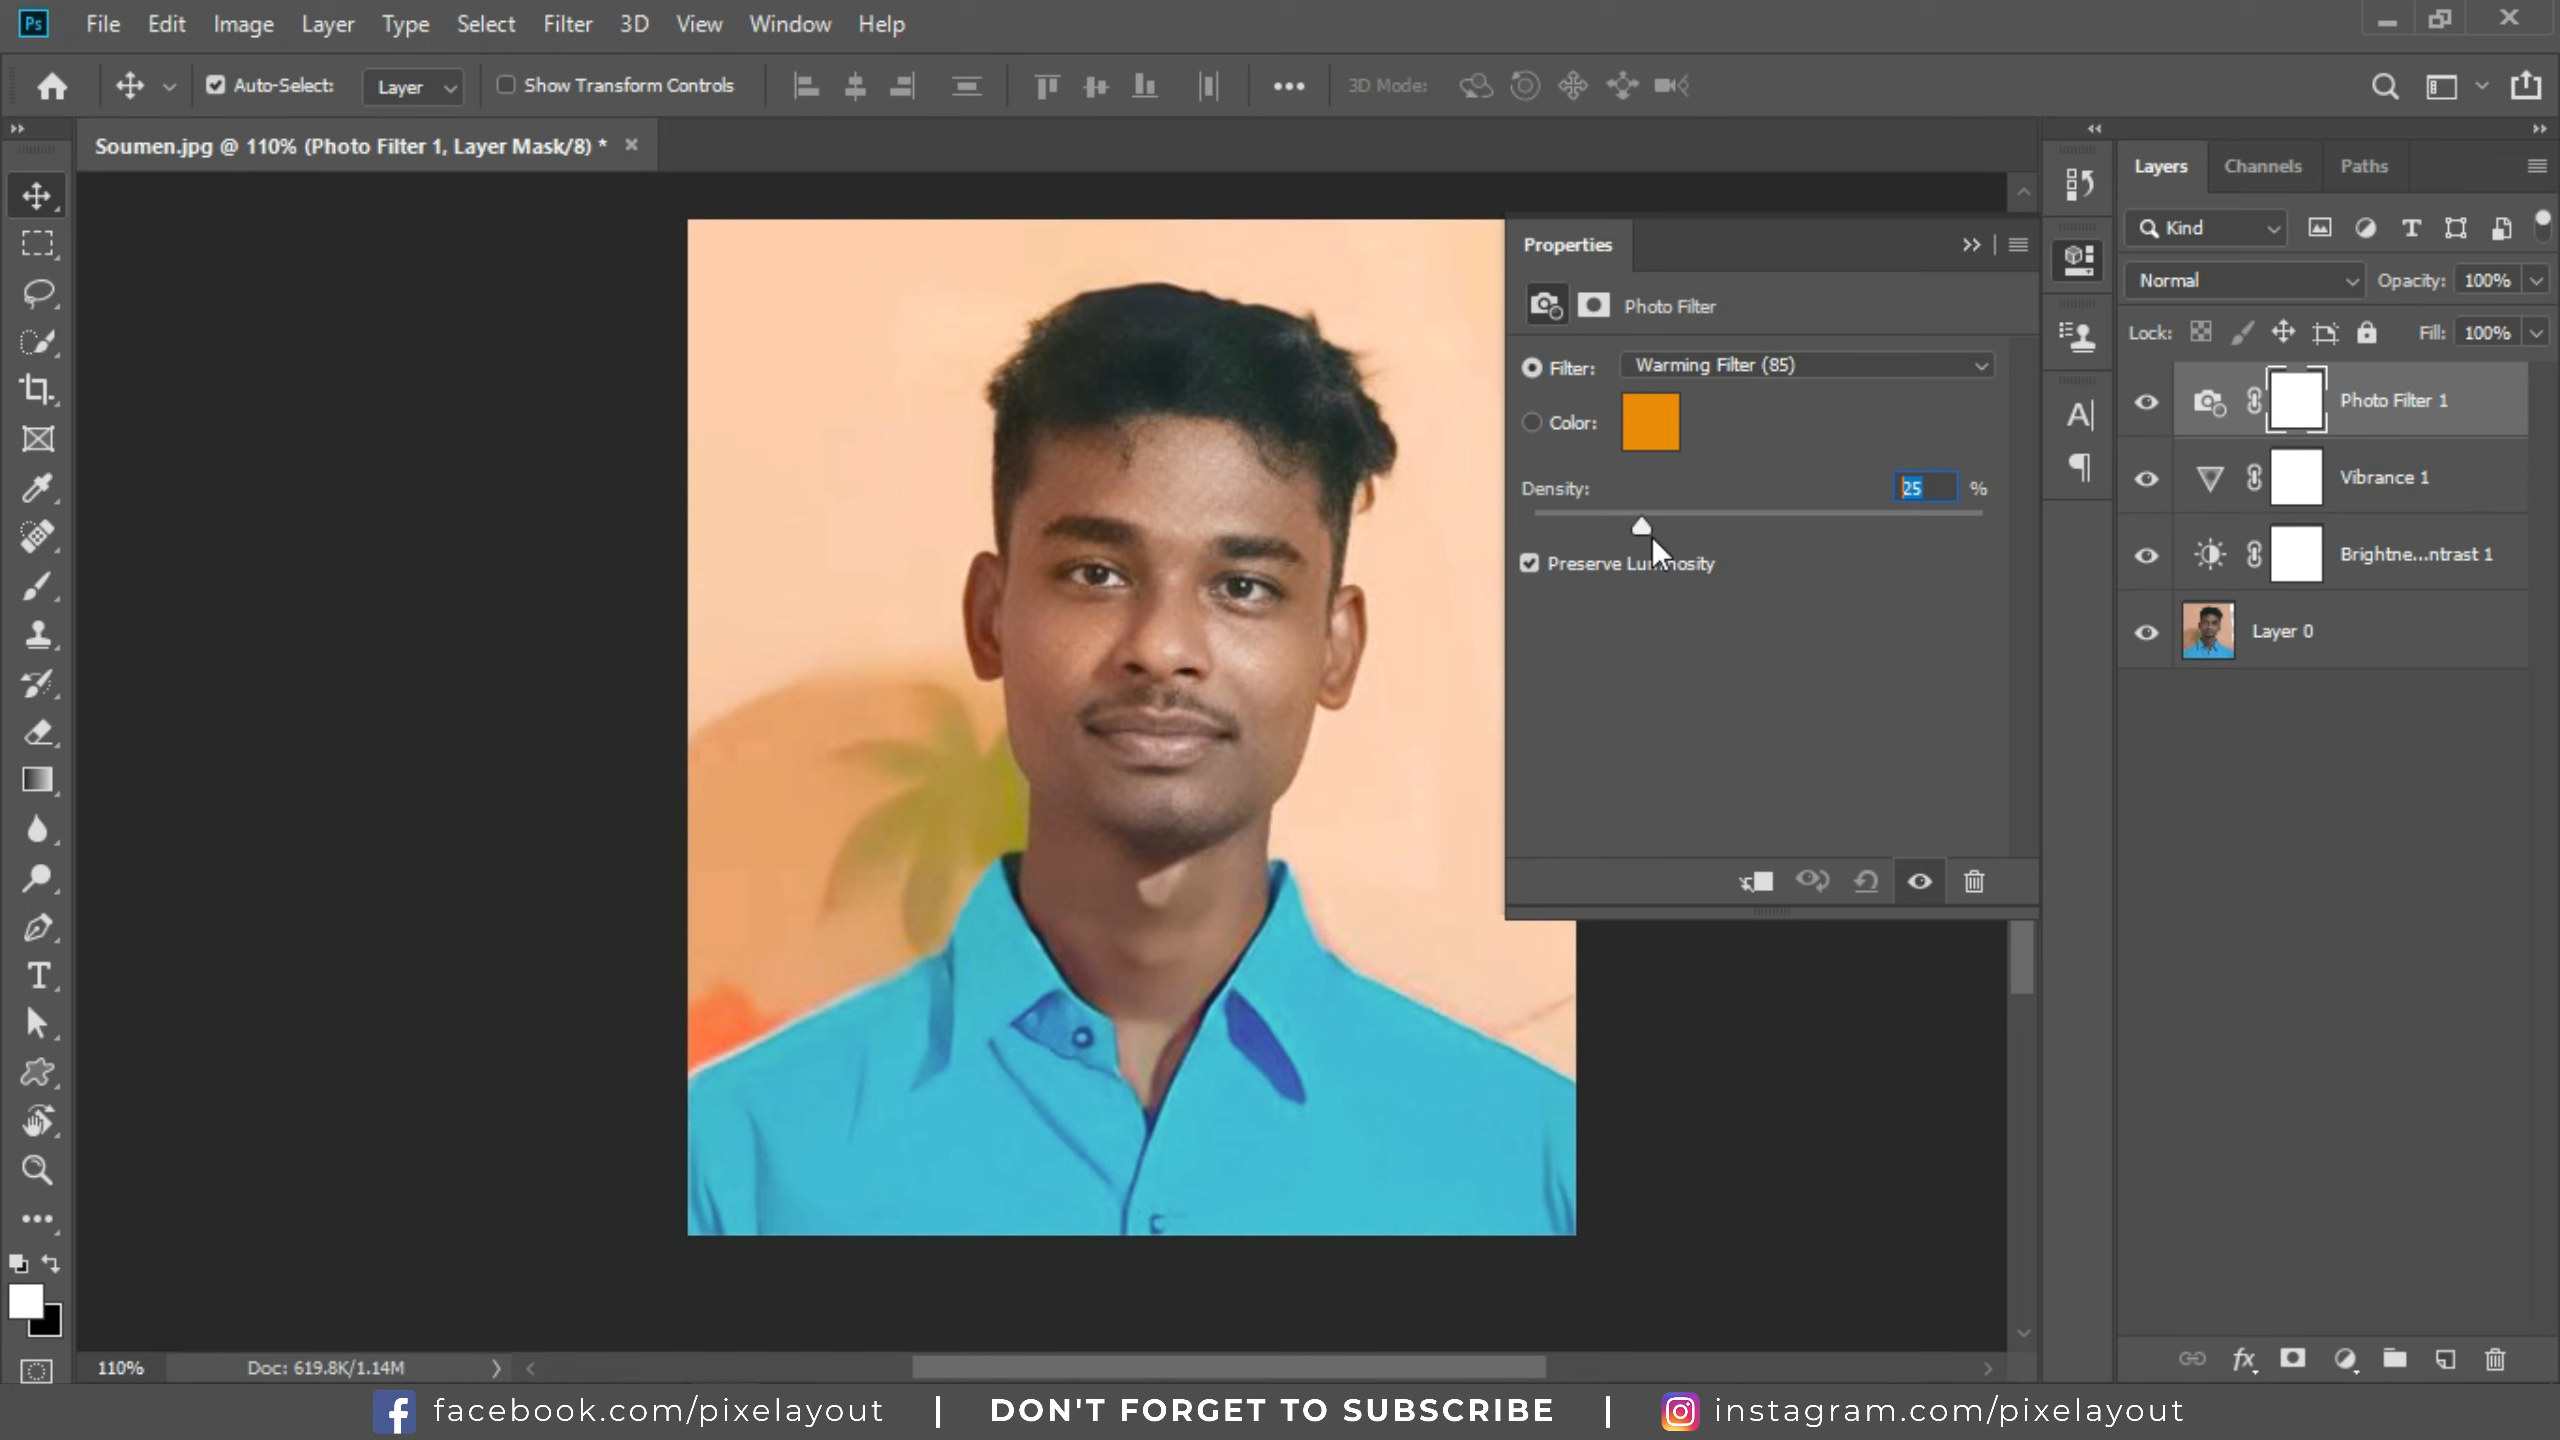 Ps File Edit Image Layer Type Select Filter 3D View Window Help
Auto-Select: Layer Show Transform Controls 3D Mode:
Soumen.jpg @ 110% (Photo Filter 1, Layer Mask/8) *
Properties
Photo Filter
Filter: Warming Filter (85)
Color:
Density: 25 %
Preserve Luminosity
Layers Channels Paths
Kind
Normal Opacity: 100%
Lock: Fill: 100%
Photo Filter 1
Vibrance 1
Brightne...ntrast 1
Layer 0
110% Doc: 619.8K/1.14M
fx
facebook.com/pixelayout | DON'T FORGET TO SUBSCRIBE | instagram.com/pixelayout